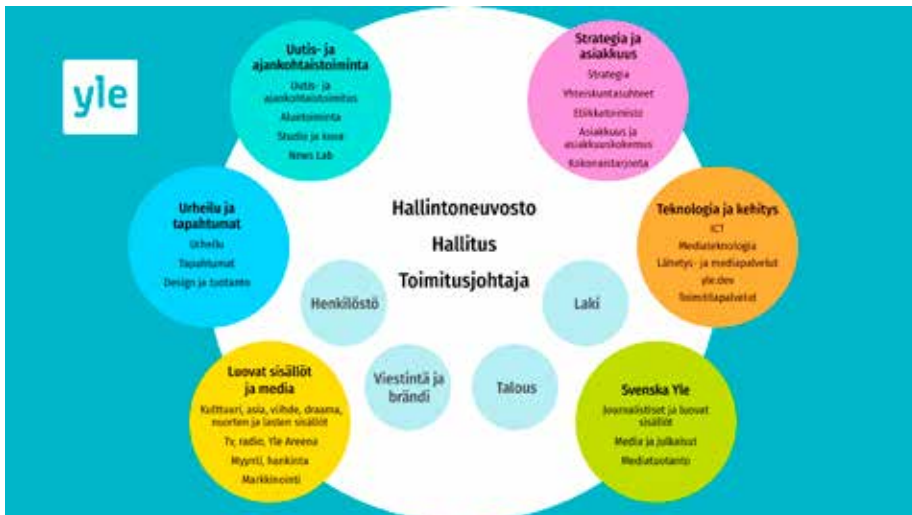 yle
Uutis- ja
ajankohtaistoiminta
Uutis- ja
ajankohtaistoimitus
Aluetoiminta
Studio ja kuva
News Lab
Strategia ja
asiakkuus
Strategia
Yhteiskuntasuhteet
Etiikkatoimisto
Asiakkuus ja
asiakkuuskokemus
Kokonaistarjonta
Urheilu ja
tapahtumat
Urheilu
Tapahtumat
Design ja tuotanto
Hallintoneuvosto
Hallitus
Toimitusjohtaja
Teknologia ja kehitys
ICT
Mediateknologia
Lähetys- ja mediapalvelut
yle.dev
Toimitilapalvelut
Henkilöstö
Laki
Viestintä ja
brändi
Talous
Luovat sisällöt
ja media
Kulttuuri, asia, viihde, draama,
nuorten ja lasten sisällöt
Tv, radio, Yle Areena
Myynti, hankinta
Markkinointi
Svenska Yle
Journalistiset ja luovat
sisällöt
Media ja julkaisut
Mediatuotanto